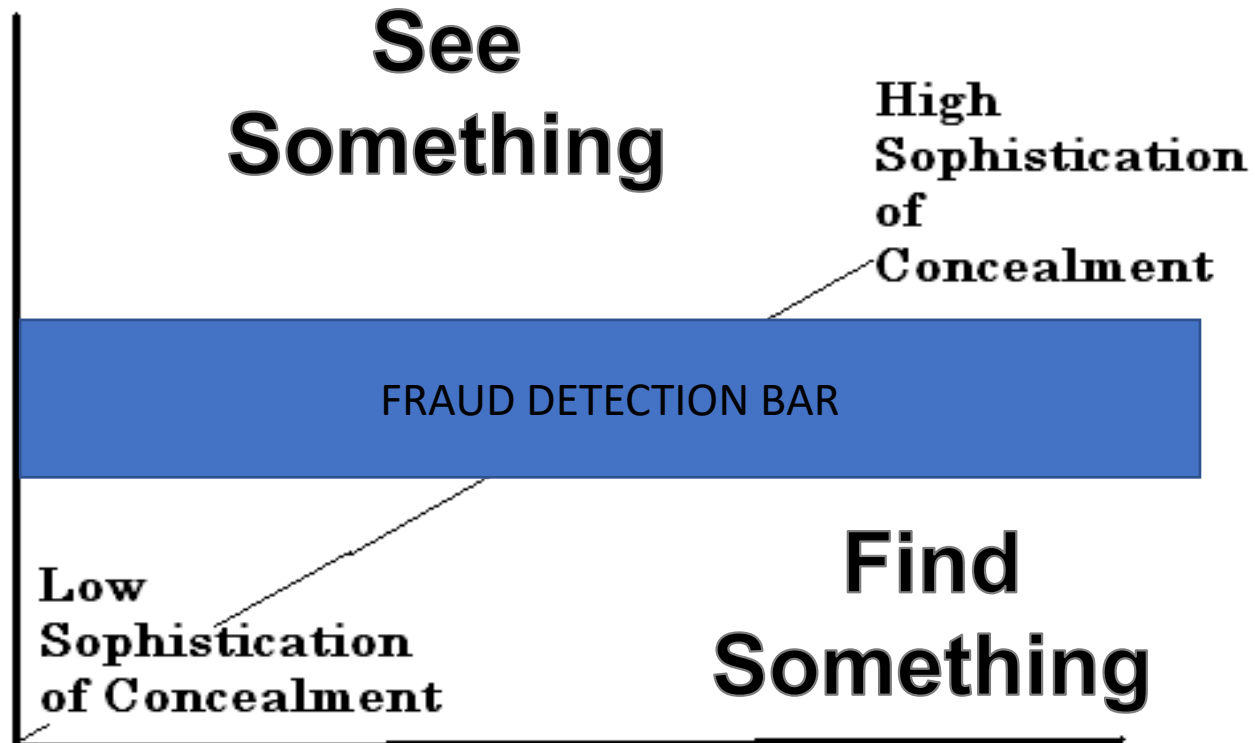 See
Something
High
Sophistication
of
Concealment
FRAUD DETECTION BAR
Low
Sophistication
of Concealment
Find
Something